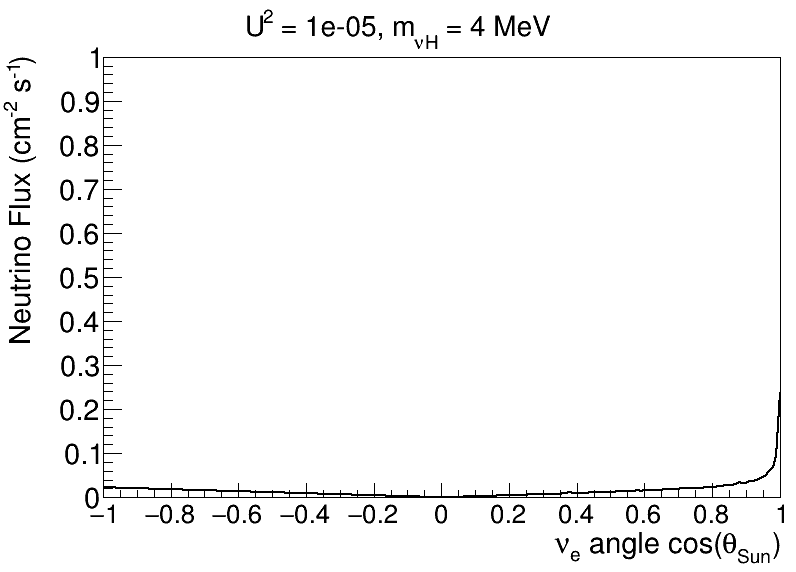 U² = 1e-05, mνH = 4 MeV
Neutrino Flux (cm⁻² s⁻¹)
1
0.9
0.8
0.7
0.6
0.5
0.4
0.3
0.2
0.1
0
−1 −0.8 −0.6 −0.4 −0.2 0 0.2 0.4 0.6 0.8 1
νe angle cos(θSun)